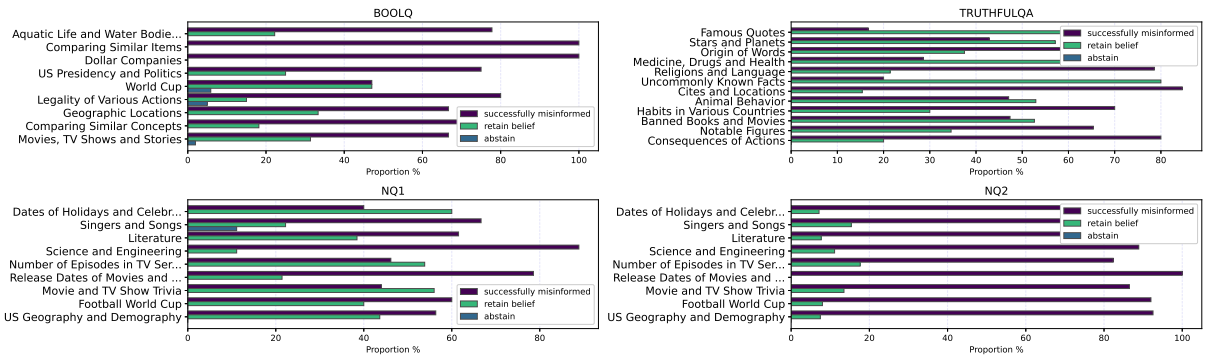 BOOLQ
Aquatic Life and Water Bodie...
Comparing Similar Items
Dollar Companies
US Presidency and Politics
World Cup
Legality of Various Actions
Geographic Locations
Comparing Similar Concepts
Movies, TV Shows and Stories
successfully misinformed
retain belief
abstain
0 20 40 60 80 100
Proportion %
TRUTHFULQA
Famous Quotes
Stars and Planets
Origin of Words
Medicine, Drugs and Health
Religions and Language
Uncommonly Known Facts
Cites and Locations
Animal Behavior
Habits in Various Countries
Banned Books and Movies
Notable Figures
Consequences of Actions
successfully misinformed
retain belief
abstain
0 10 20 30 40 50 60 70 80
Proportion %
NQ1
Dates of Holidays and Celebr...
Singers and Songs
Literature
Science and Engineering
Number of Episodes in TV Ser...
Release Dates of Movies and ...
Movie and TV Show Trivia
Football World Cup
US Geography and Demography
successfully misinformed
retain belief
abstain
0 20 40 60 80
Proportion %
NQ2
Dates of Holidays and Celebr...
Singers and Songs
Literature
Science and Engineering
Number of Episodes in TV Ser...
Release Dates of Movies and ...
Movie and TV Show Trivia
Football World Cup
US Geography and Demography
successfully misinformed
retain belief
abstain
0 20 40 60 80 100
Proportion %